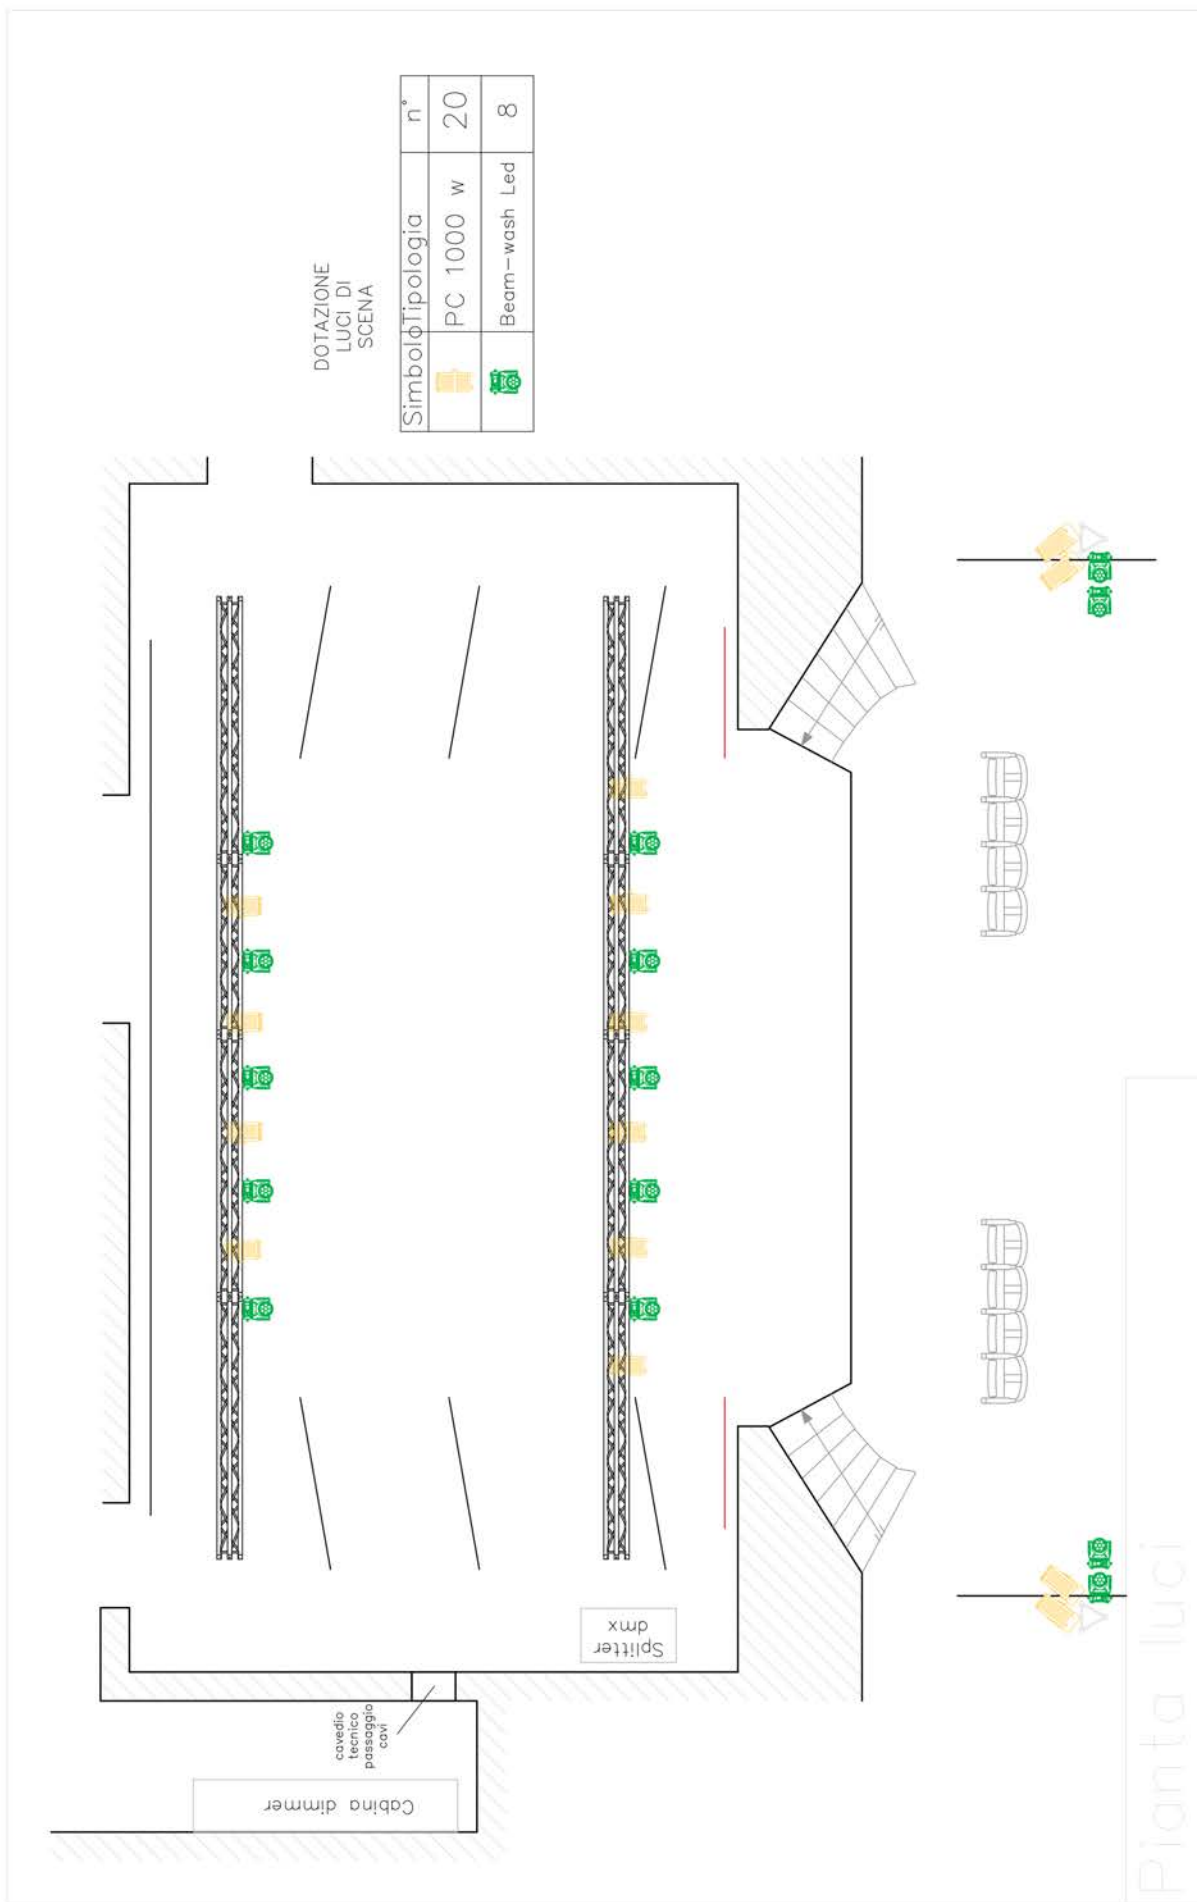 DOTAZIONE
LUCI DI
SCENA
Simbolo Tipologia n°
PC 1000 w 20
Beam-wash Led 8
Splitter
dmx
cavedio
tecnico
passaggio
cavi
Cabina dimmer
Pianta luci